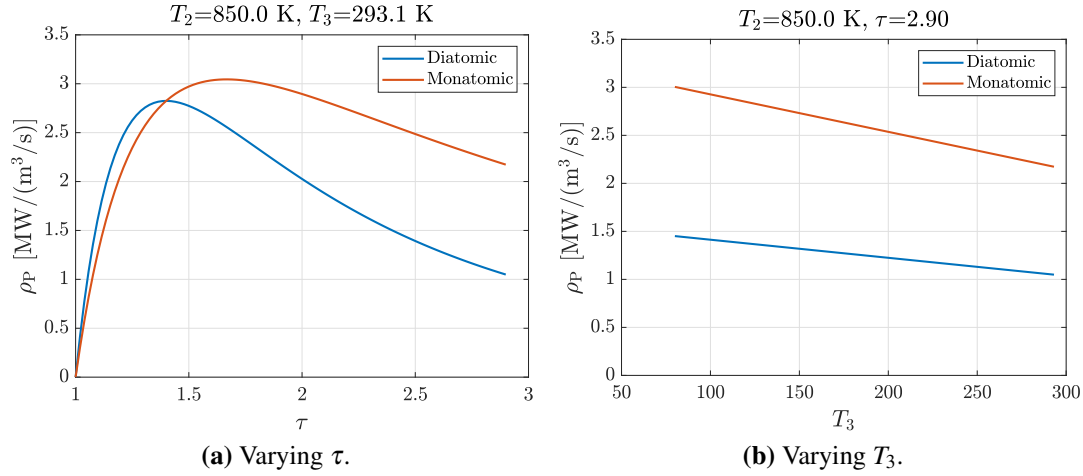 T₂=850.0 K, T₃=293.1 K
3.5
3
2.5
2
1.5
1
0.5
0
ρ_P [MW/(m³/s)]
Diatomic
Monatomic
1 1.5 2 2.5 3
τ
(a) Varying τ.
T₂=850.0 K, τ=2.90
3.5
3
2.5
2
1.5
1
0.5
0
ρ_P [MW/(m³/s)]
Diatomic
Monatomic
50 100 150 200 250 300
T₃
(b) Varying T₃.